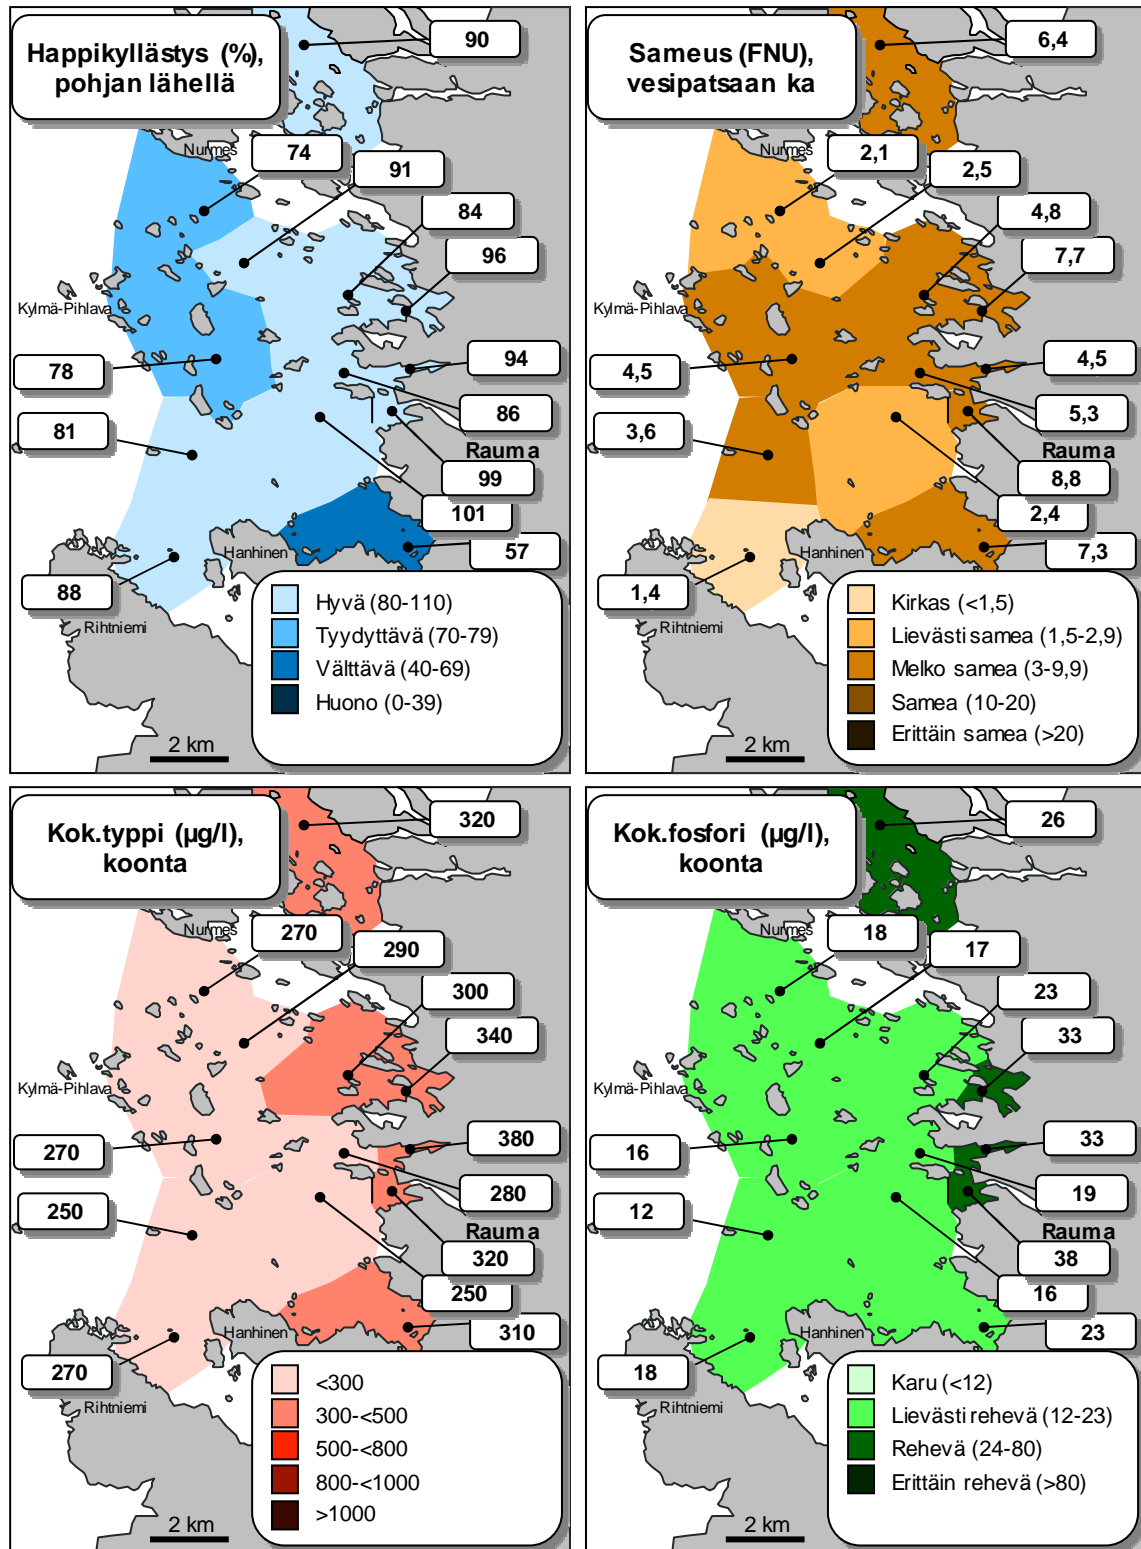 Happikyllästys (%),
pohjan lähellä
90
Nurmes
74
91
84
96
Kylmä-Pihlava
78
94
86
81
Rauma
99
101
Hanhinen
57
88
Rihtniemi
Hyvä (80-110)
Tyydyttävä (70-79)
Välttävä (40-69)
Huono (0-39)
2 km
Sameus (FNU),
vesipatsaan ka
6,4
Nurmes
2,1
2,5
4,8
7,7
Kylmä-Pihlava
4,5
4,5
5,3
3,6
Rauma
8,8
2,4
Hanhinen
7,3
1,4
Rihtniemi
Kirkas (<1,5)
Lievästi samea (1,5-2,9)
Melko samea (3-9,9)
Samea (10-20)
Erittäin samea (>20)
2 km
Kok.typpi (µg/l),
koonta
320
Nurmes
270
290
300
340
Kylmä-Pihlava
270
380
280
250
Rauma
320
250
Hanhinen
310
270
Rihtniemi
<300
300-<500
500-<800
800-<1000
>1000
2 km
Kok.fosfori (µg/l),
koonta
26
Nurmes
18
17
23
33
Kylmä-Pihlava
16
33
19
12
Rauma
38
16
Hanhinen
23
18
Rihtniemi
Karu (<12)
Lievästi rehevä (12-23)
Rehevä (24-80)
Erittäin rehevä (>80)
2 km